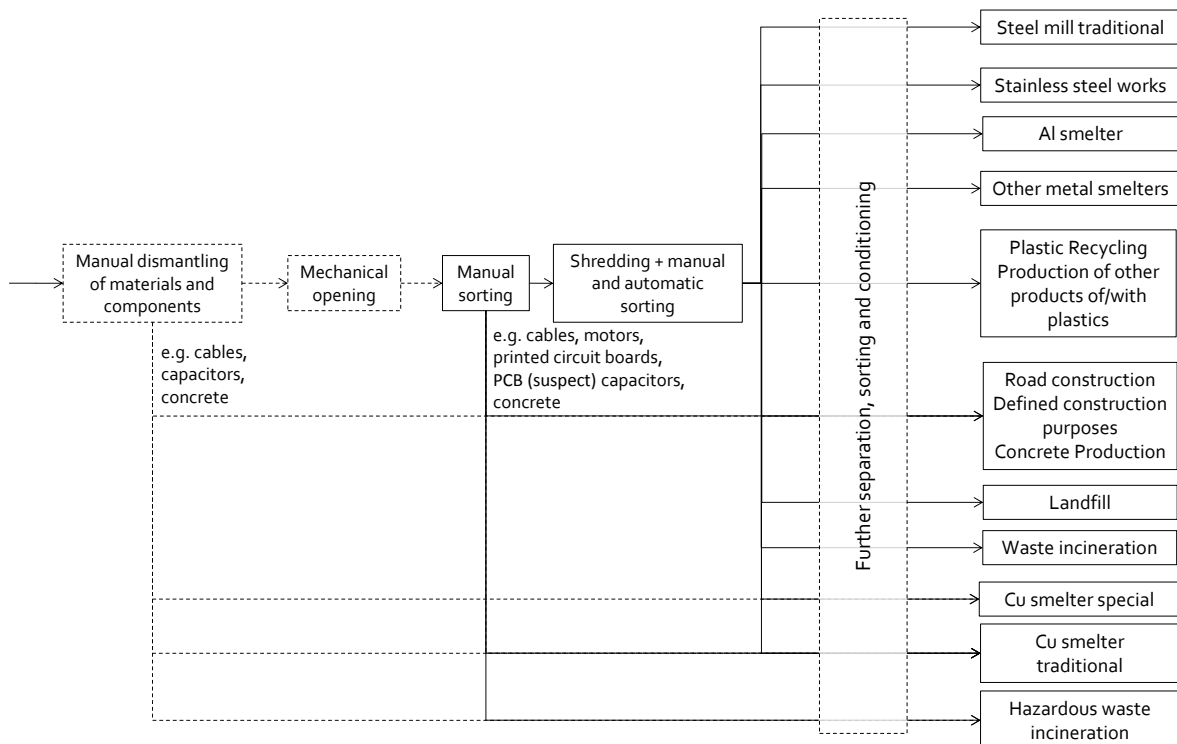 Steel mill traditional
Stainless steel works
Al smelter
Other metal smelters
Manual dismantling
of materials and
components
Mechanical
opening
Manual
sorting
Shredding + manual
and automatic
sorting
Further separation, sorting and conditioning
Plastic Recycling
Production of other
products of/with
plastics
e.g. cables,
capacitors,
concrete
e.g. cables, motors,
printed circuit boards,
PCB (suspect) capacitors,
concrete
Road construction
Defined construction
purposes
Concrete Production
Landfill
Waste incineration
Cu smelter special
Cu smelter
traditional
Hazardous waste
incineration